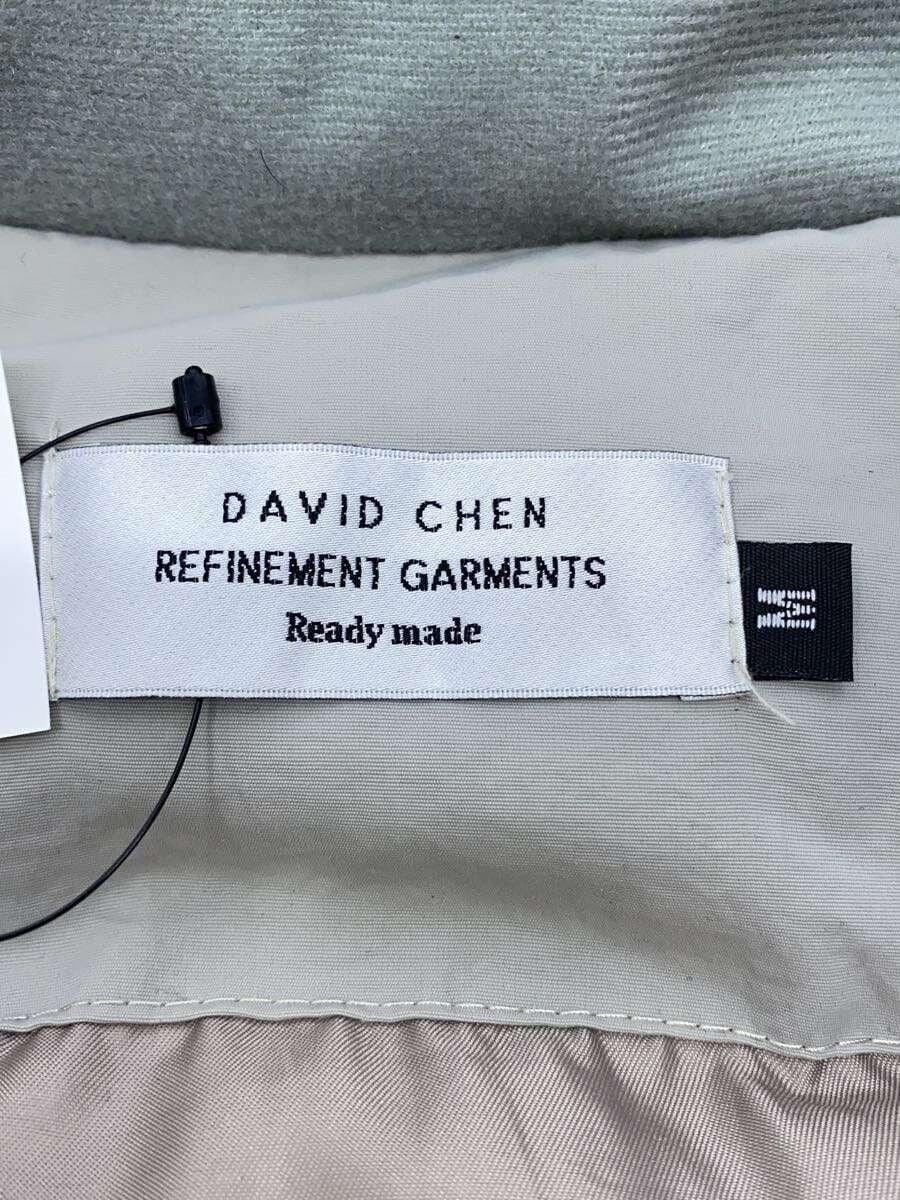 DAVID CHEN
REFINEMENT GARMENTS
Ready made
M